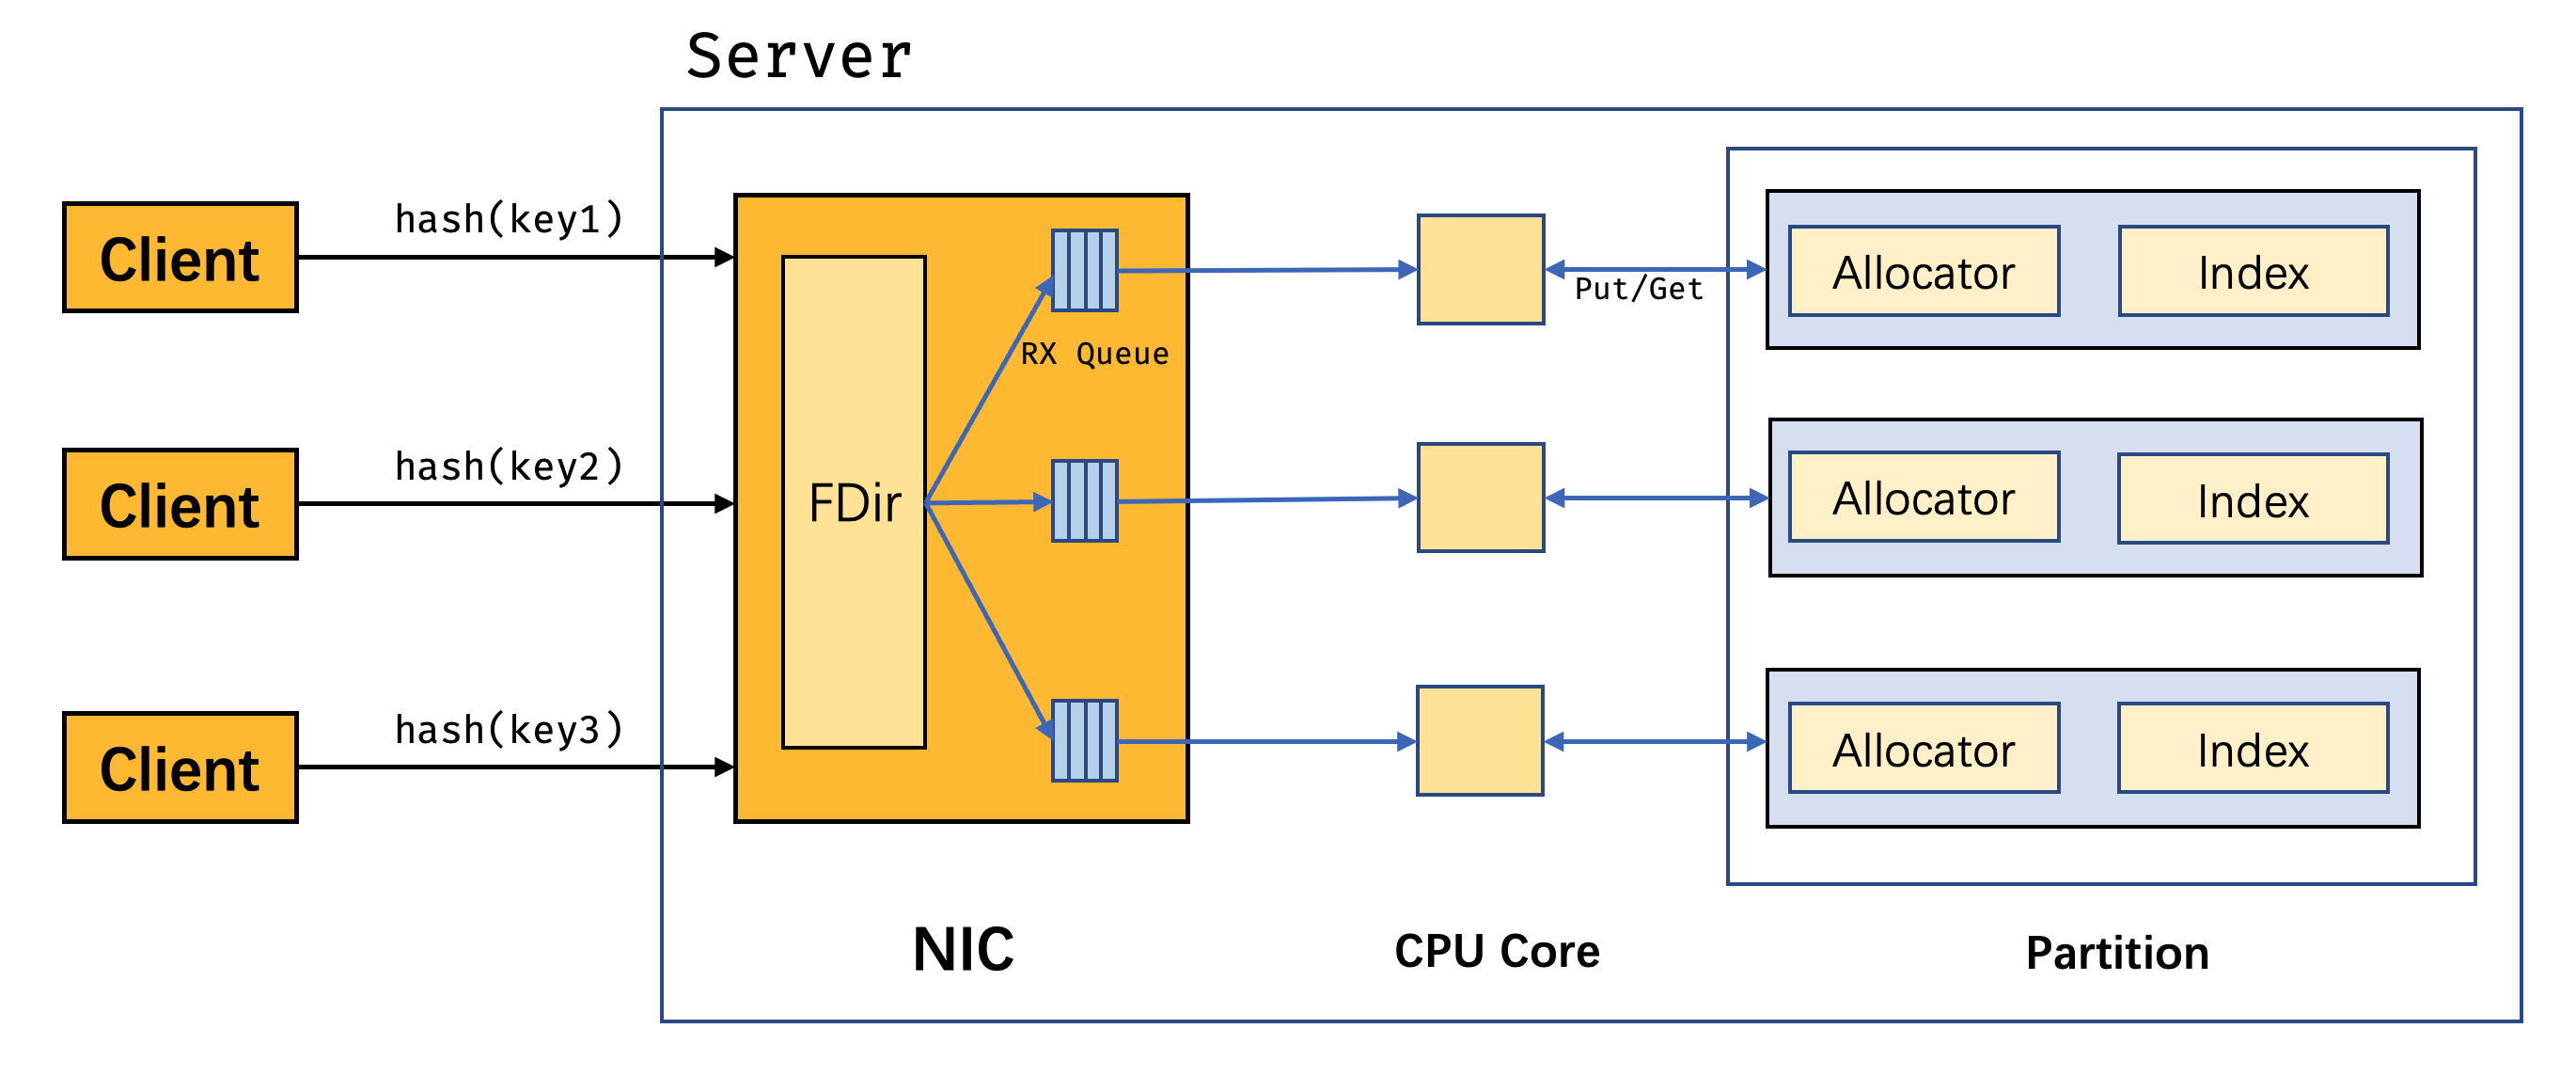 Server
Client
hash(key1)
Client
hash(key2)
Client
hash(key3)
FDir
RX Queue
Put/Get
Allocator
Index
Allocator
Index
Allocator
Index
NIC
CPU Core
Partition